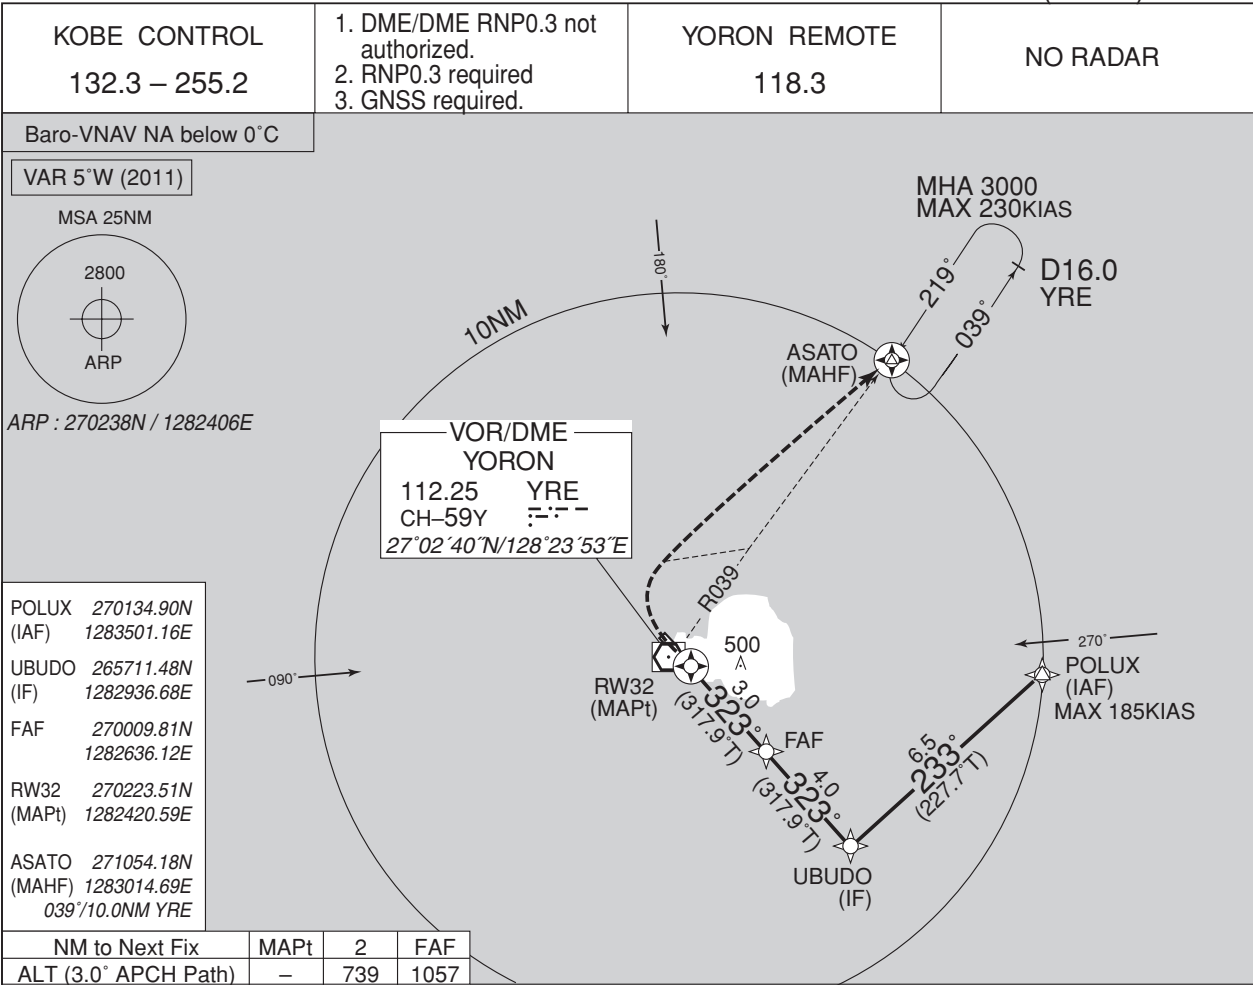 KOBE CONTROL
132.3 – 255.2
1. DME/DME RNP0.3 not
authorized.
2. RNP0.3 required
3. GNSS required.
YORON REMOTE
118.3
NO RADAR
Baro-VNAV NA below 0˚C
VAR 5˚W (2011)
MSA 25NM
2800
ARP
ARP : 270238N / 1282406E
MHA 3000
MAX 230KIAS
219˚
039˚
D16.0
YRE
180˚
10NM
ASATO
(MAHF)
VOR/DME
YORON
112.25 YRE
CH–59Y
27˚02´40˝N/128˚23´53˝E
R039
500
090˚
270˚
RW32
(MAPt)
3.0
323˚
(317.9˚T)
FAF
4.0
323˚
(317.9˚T)
6.5
233˚
(227.7˚T)
POLUX
(IAF)
MAX 185KIAS
UBUDO
(IF)
POLUX 270134.90N
(IAF) 1283501.16E
UBUDO 265711.48N
(IF) 1282936.68E
FAF 270009.81N
1282636.12E
RW32 270223.51N
(MAPt) 1282420.59E
ASATO 271054.18N
(MAHF) 1283014.69E
039˚/10.0NM YRE
NM to Next Fix MAPt 2 FAF
ALT (3.0˚ APCH Path) – 739 1057